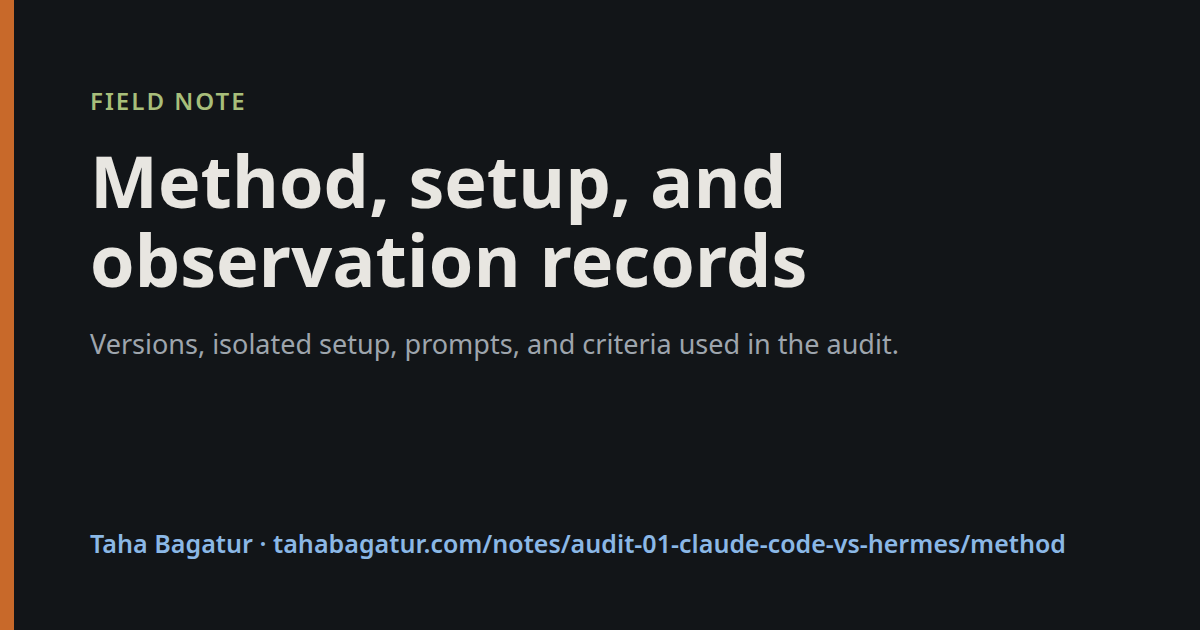 FIELD NOTE
Method, setup, and
observation records
Versions, isolated setup, prompts, and criteria used in the audit.
Taha Bagatur · tahabagatur.com/notes/audit-01-claude-code-vs-hermes/method